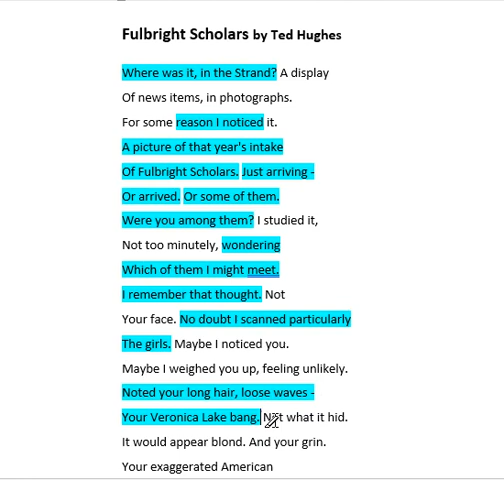 Fulbright Scholars by Ted Hughes
Where was it, in the Strand? A display
Of news items, in photographs.
For some reason I noticed it.
A picture of that year's intake
Of Fulbright Scholars. Just arriving -
Or arrived. Or some of them.
Were you among them? I studied it,
Not too minutely, wondering
Which of them I might meet.
I remember that thought. Not
Your face. No doubt I scanned particularly
The girls. Maybe I noticed you.
Maybe I weighed you up, feeling unlikely.
Noted your long hair, loose waves -
Your Veronica Lake bang. Not what it hid.
It would appear blond. And your grin.
Your exaggerated American